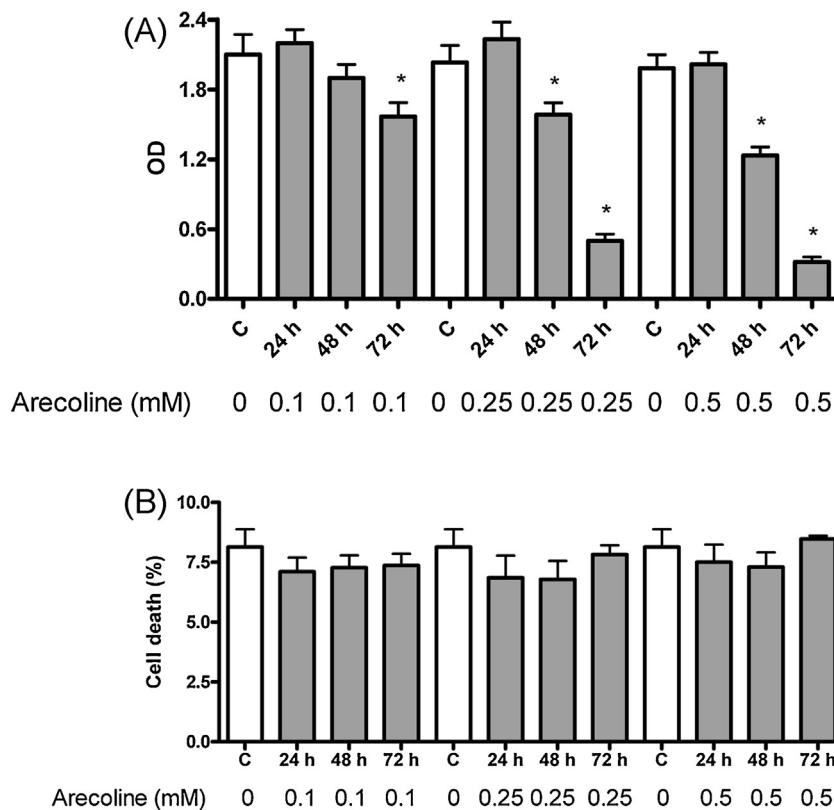 (A)
2.4
1.8
1.2
0.6
0.0
OD
* * * * *
C 24 h 48 h 72 h C 24 h 48 h 72 h C 24 h 48 h 72 h
Arecoline (mM) 0 0.1 0.1 0.1 0 0.25 0.25 0.25 0 0.5 0.5 0.5
(B)
10.0
7.5
5.0
2.5
0.0
Cell death (%)
C 24 h 48 h 72 h C 24 h 48 h 72 h C 24 h 48 h 72 h
Arecoline (mM) 0 0.1 0.1 0.1 0 0.25 0.25 0.25 0 0.5 0.5 0.5